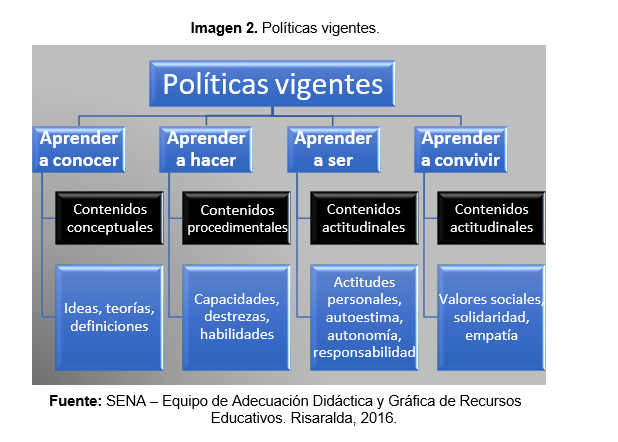 Imagen 2. Políticas vigentes.
Políticas vigentes
Aprender
a conocer
Aprender
a hacer
Aprender
a ser
Aprender
a convivir
Contenidos
conceptuales
Contenidos
procedimentales
Contenidos
actitudinales
Contenidos
actitudinales
Ideas, teorías,
definiciones
Capacidades,
destrezas,
habilidades
Actitudes
personales,
autoestima,
autonomía,
responsabilidad
Valores sociales,
solidaridad,
empatía
Fuente: SENA – Equipo de Adecuación Didáctica y Gráfica de Recursos
Educativos. Risaralda, 2016.